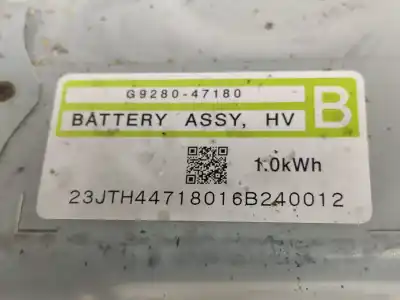 G9280-47180
BATTERY ASSY, HV B
1.0kWh
23JTH44718016B240012